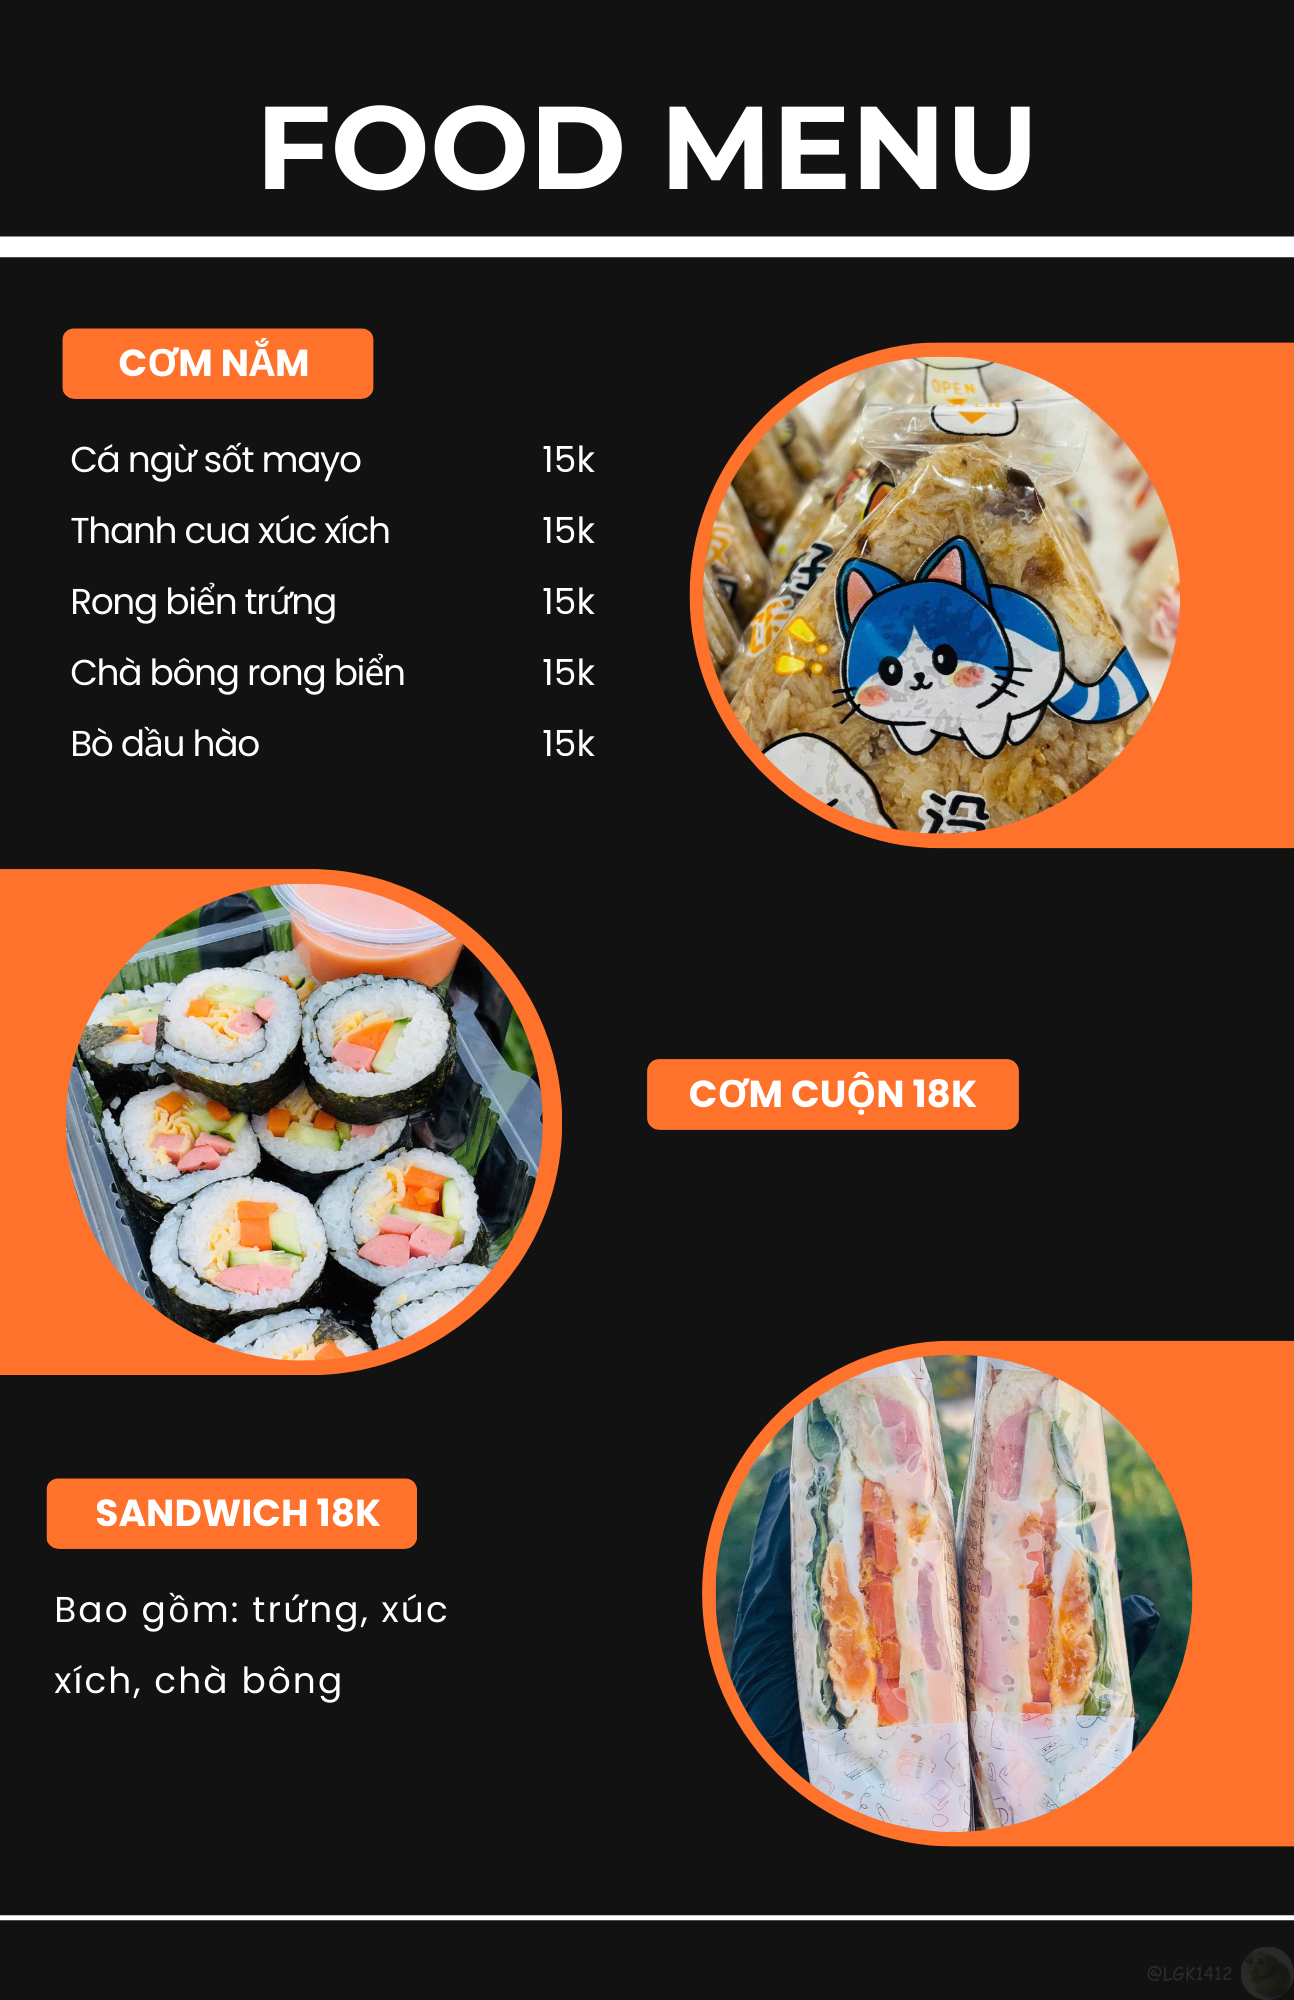 FOOD MENU
CƠM NẮM
Cá ngừ sốt mayo 15k
Thanh cua xúc xích 15k
Rong biển trứng 15k
Chà bông rong biển 15k
Bò dầu hào 15k
OPEN
CƠM CUỘN 18K
SANDWICH 18K
Bao gồm: trứng, xúc
xích, chà bông
@LGK1412